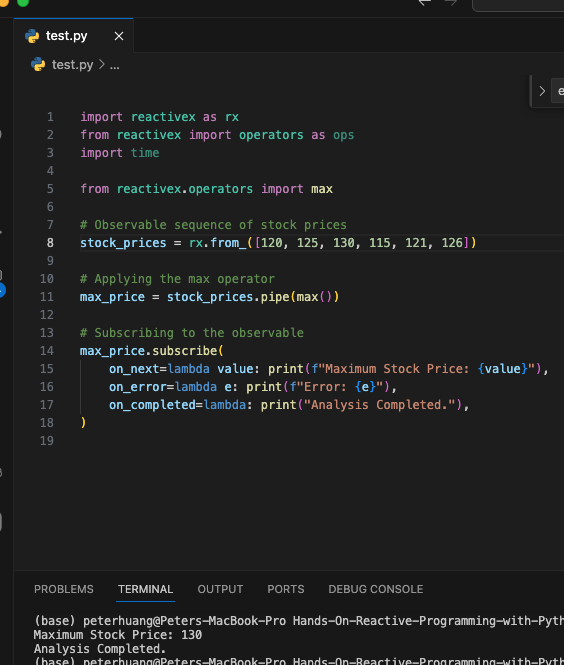 test.py
test.py > ...
1 import reactivex as rx
2 from reactivex import operators as ops
3 import time
4
5 from reactivex.operators import max
6
7 # Observable sequence of stock prices
8 stock_prices = rx.from_([120, 125, 130, 115, 121, 126])
9
10 # Applying the max operator
11 max_price = stock_prices.pipe(max())
12
13 # Subscribing to the observable
14 max_price.subscribe(
15 on_next=lambda value: print(f"Maximum Stock Price: {value}"),
16 on_error=lambda e: print(f"Error: {e}"),
17 on_completed=lambda: print("Analysis Completed."),
18 )
19
PROBLEMS TERMINAL OUTPUT PORTS DEBUG CONSOLE
(base) peterhuang@Peters-MacBook-Pro Hands-On-Reactive-Programming-with-Pyth
Maximum Stock Price: 130
Analysis Completed.
(base) peterhuang@Peters-MacBook-Pro Hands-On-Reactive-Programming-with-Pyth